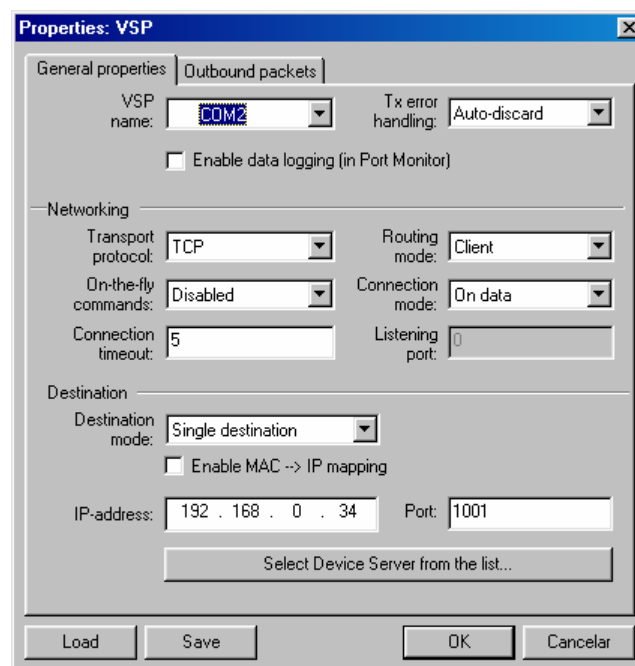 Properties: VSP
General properties
Outbound packets
VSP name:
COM2
Tx error handling:
Auto-discard
Enable data logging (in Port Monitor)
Networking
Transport protocol:
TCP
Routing mode:
Client
On-the-fly commands:
Disabled
Connection mode:
On data
Connection timeout:
5
Listening port:
0
Destination
Destination mode:
Single destination
Enable MAC --> IP mapping
IP-address:
192 . 168 . 0 . 34
Port:
1001
Select Device Server from the list...
Load
Save
OK
Cancelar